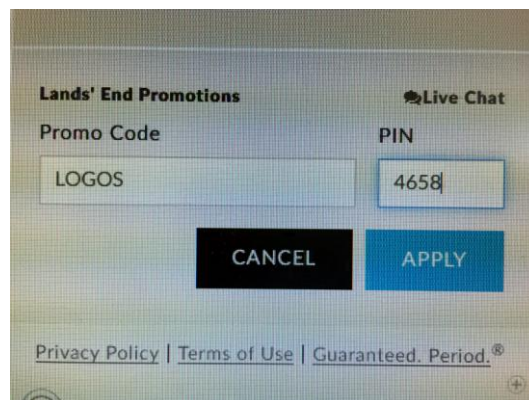 Lands' End Promotions Live Chat
Promo Code PIN
LOGOS 4658
CANCEL APPLY
Privacy Policy | Terms of Use | Guaranteed. Period.®